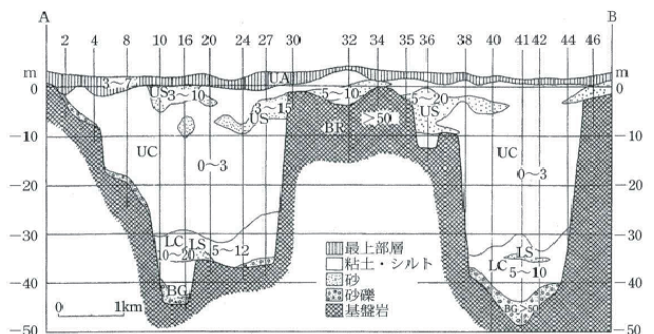 A B
2 4 8 10 16 20 24 27 30 32 34 35 36 38 40 41 42 44 46
m m
0 0
-10 -10
-20 -20
-30 -30
-40 -40
-50 -50
3～7
UA
US 3～10
5～10
5～20
3～15
US
US
BR
>50
UC
0～3
UC
0～3
LC LS 5～12
10～20
LS
LC 5～10
BG
BG>50
0 1km
最上部層
粘土・シルト
砂
砂礫
基盤岩